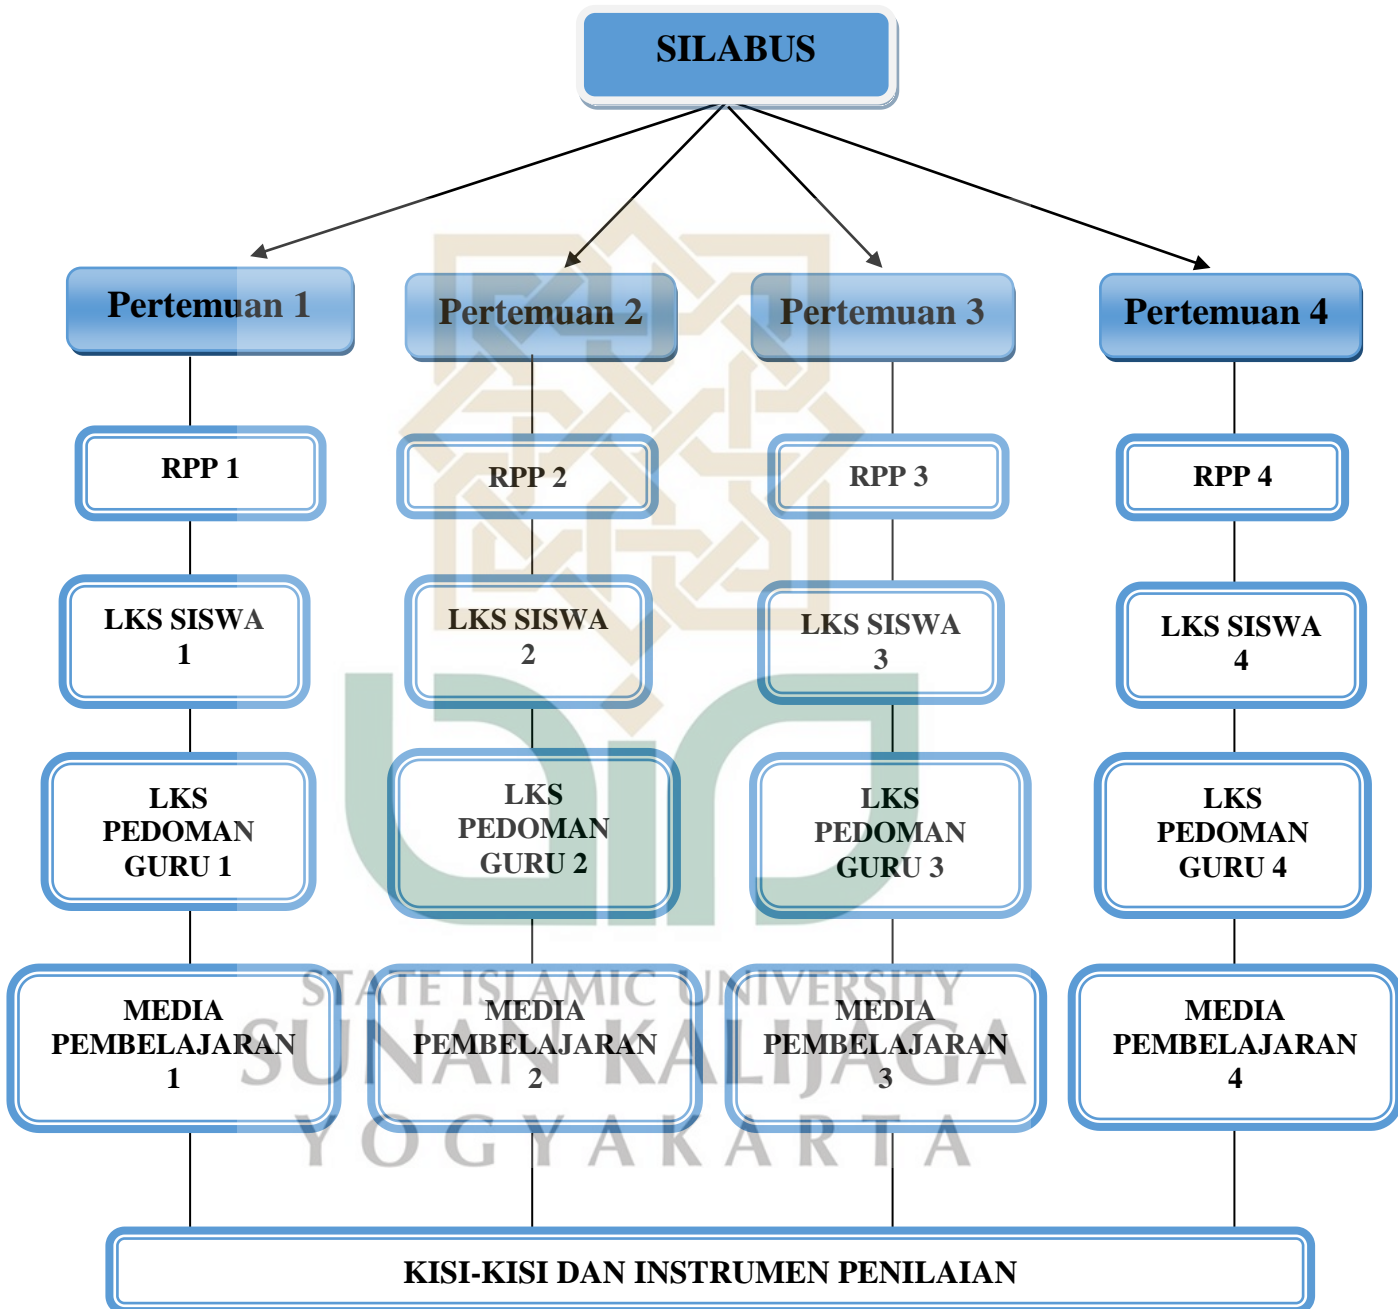 SILABUS
Pertemuan 1
Pertemuan 2
Pertemuan 3
Pertemuan 4
RPP 1
RPP 2
RPP 3
RPP 4
LKS SISWA
1
LKS SISWA
2
LKS SISWA
3
LKS SISWA
4
LKS
PEDOMAN
GURU 1
LKS
PEDOMAN
GURU 2
LKS
PEDOMAN
GURU 3
LKS
PEDOMAN
GURU 4
MEDIA
PEMBELAJARAN
1
MEDIA
PEMBELAJARAN
2
MEDIA
PEMBELAJARAN
3
MEDIA
PEMBELAJARAN
4
STATE ISLAMIC UNIVERSITY
SUNAN KALIJAGA
YOGYAKARTA
KISI-KISI DAN INSTRUMEN PENILAIAN